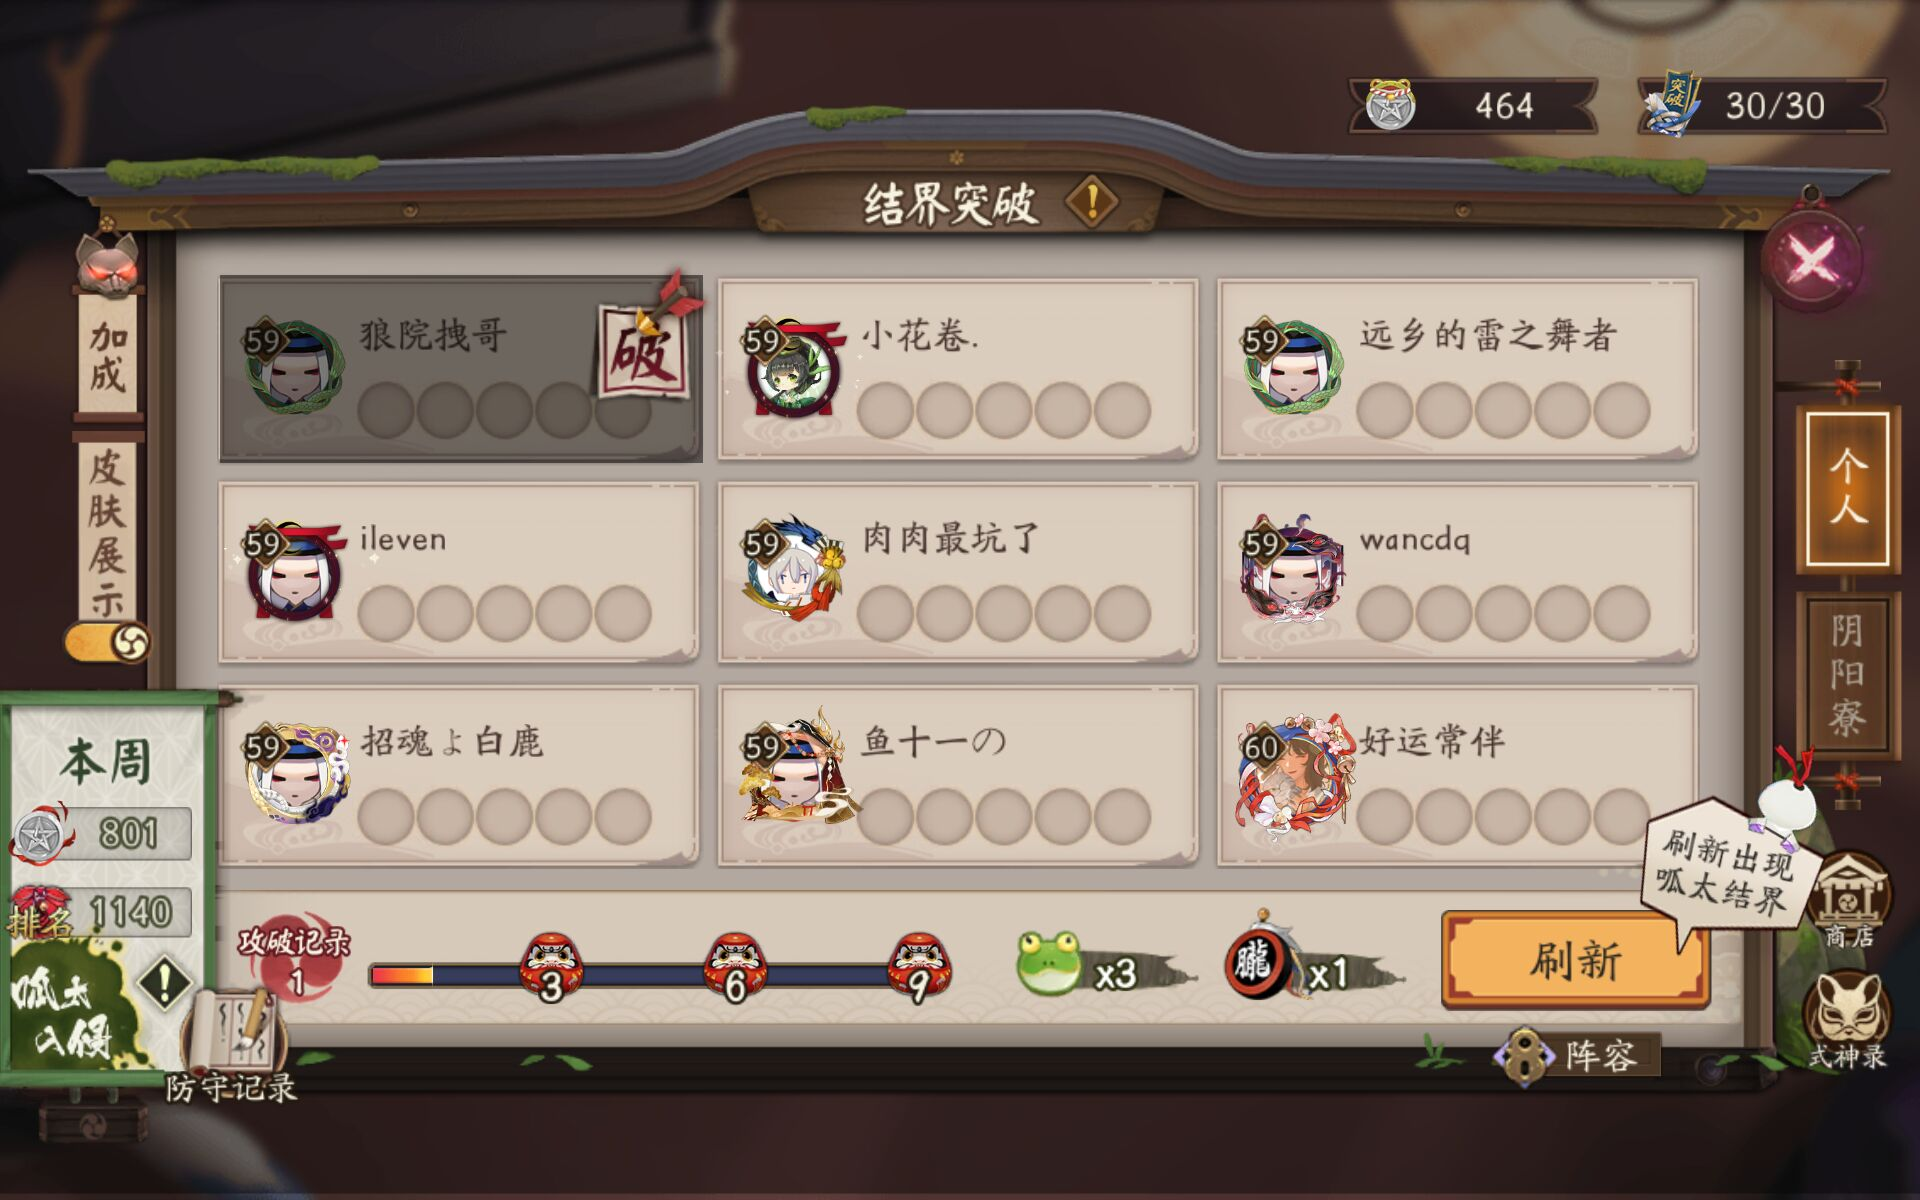 464
突破
30/30
结界突破
加成
皮肤展示
59
狼院拽哥
破
59
小花卷.
59
远乡的雷之舞者
59
ileven
59
肉肉最坑了
59
wancdq
59
招魂よ白鹿
59
鱼十一の
60
好运常伴
个人
阴阳寮
本周
801
排名
1140
呱太
入侵
防守记录
攻破记录
1
3
6
9
x3
朧
x1
刷新
刷新出现
呱太结界
商店
式神录
阵容